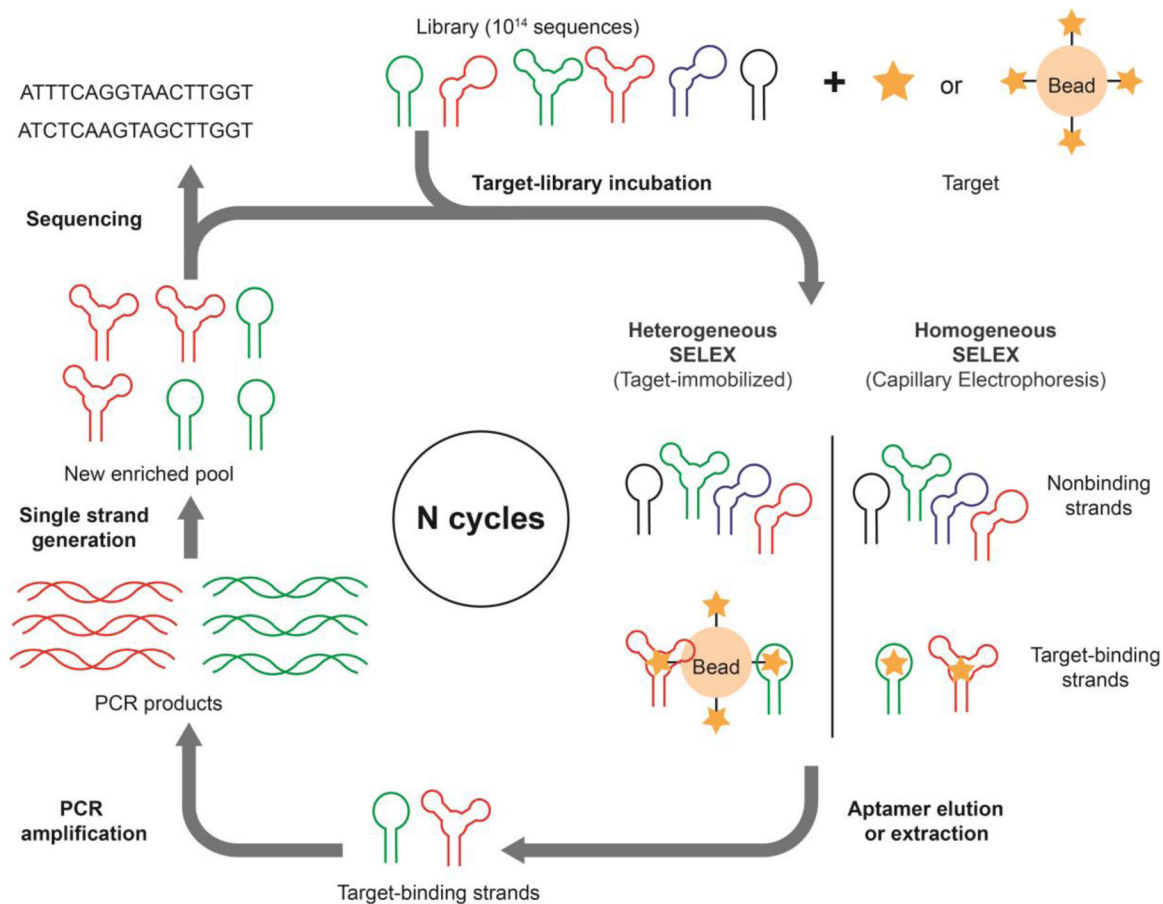 Library (10¹⁴ sequences)
ATTTCAGGTAACTTGGT
ATCTCAAGTAGCTTGGT
+
or
Bead
Target
Target-library incubation
Sequencing
Heterogeneous
SELEX
(Taget-immobilized)
Homogeneous
SELEX
(Capillary Electrophoresis)
New enriched pool
Nonbinding
strands
N cycles
Single strand
generation
Bead
Target-binding
strands
PCR products
PCR
amplification
Aptamer elution
or extraction
Target-binding strands